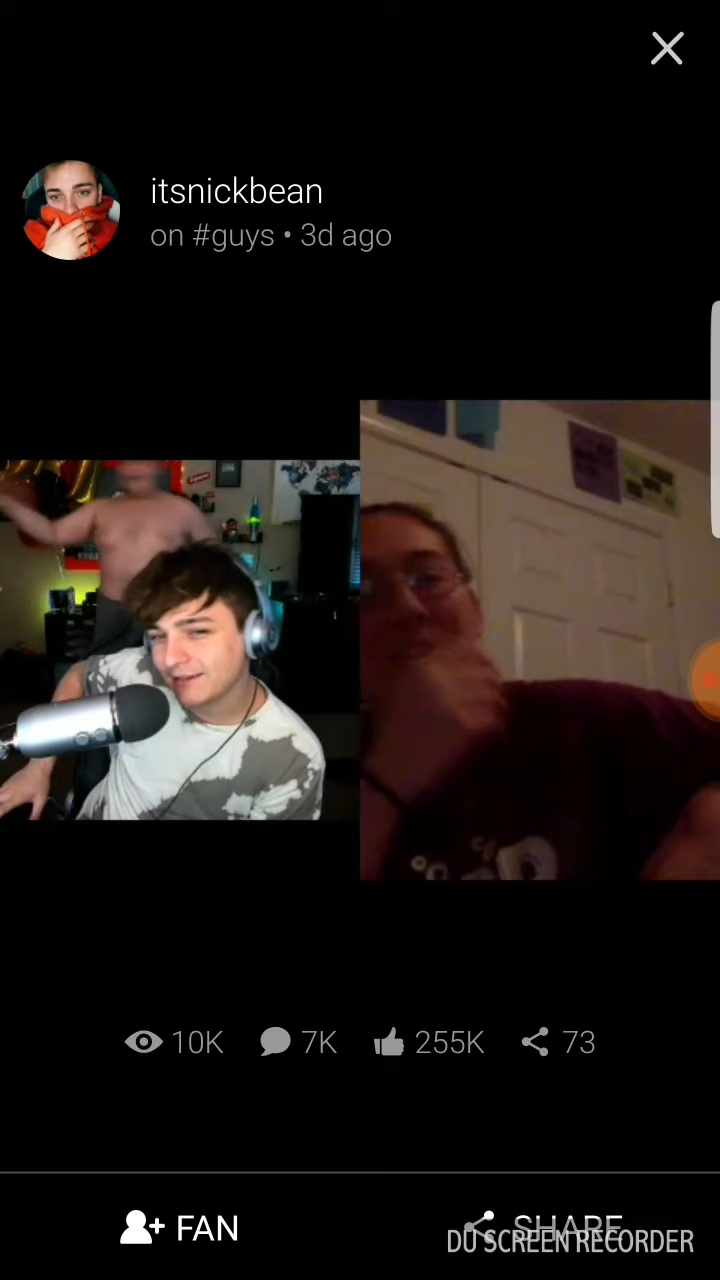 itsnickbean
on #guys • 3d ago
10K 7K 255K 73
FAN
SHARE
DU SCREEN RECORDER